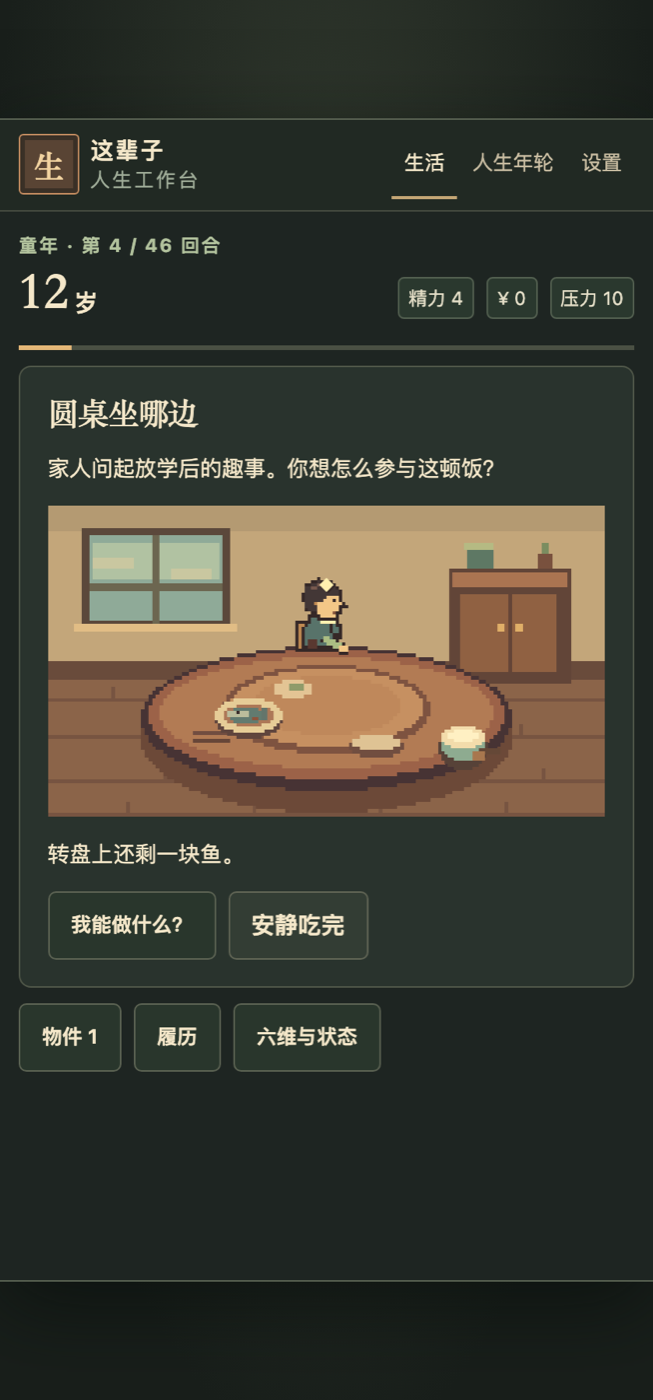 生
这辈子
人生工作台
生活
人生年轮
设置
童年 · 第 4 / 46 回合
12岁
精力 4
¥ 0
压力 10
圆桌坐哪边
家人问起放学后的趣事。你想怎么参与这顿饭?
转盘上还剩一块鱼。
我能做什么?
安静吃完
物件 1
履历
六维与状态